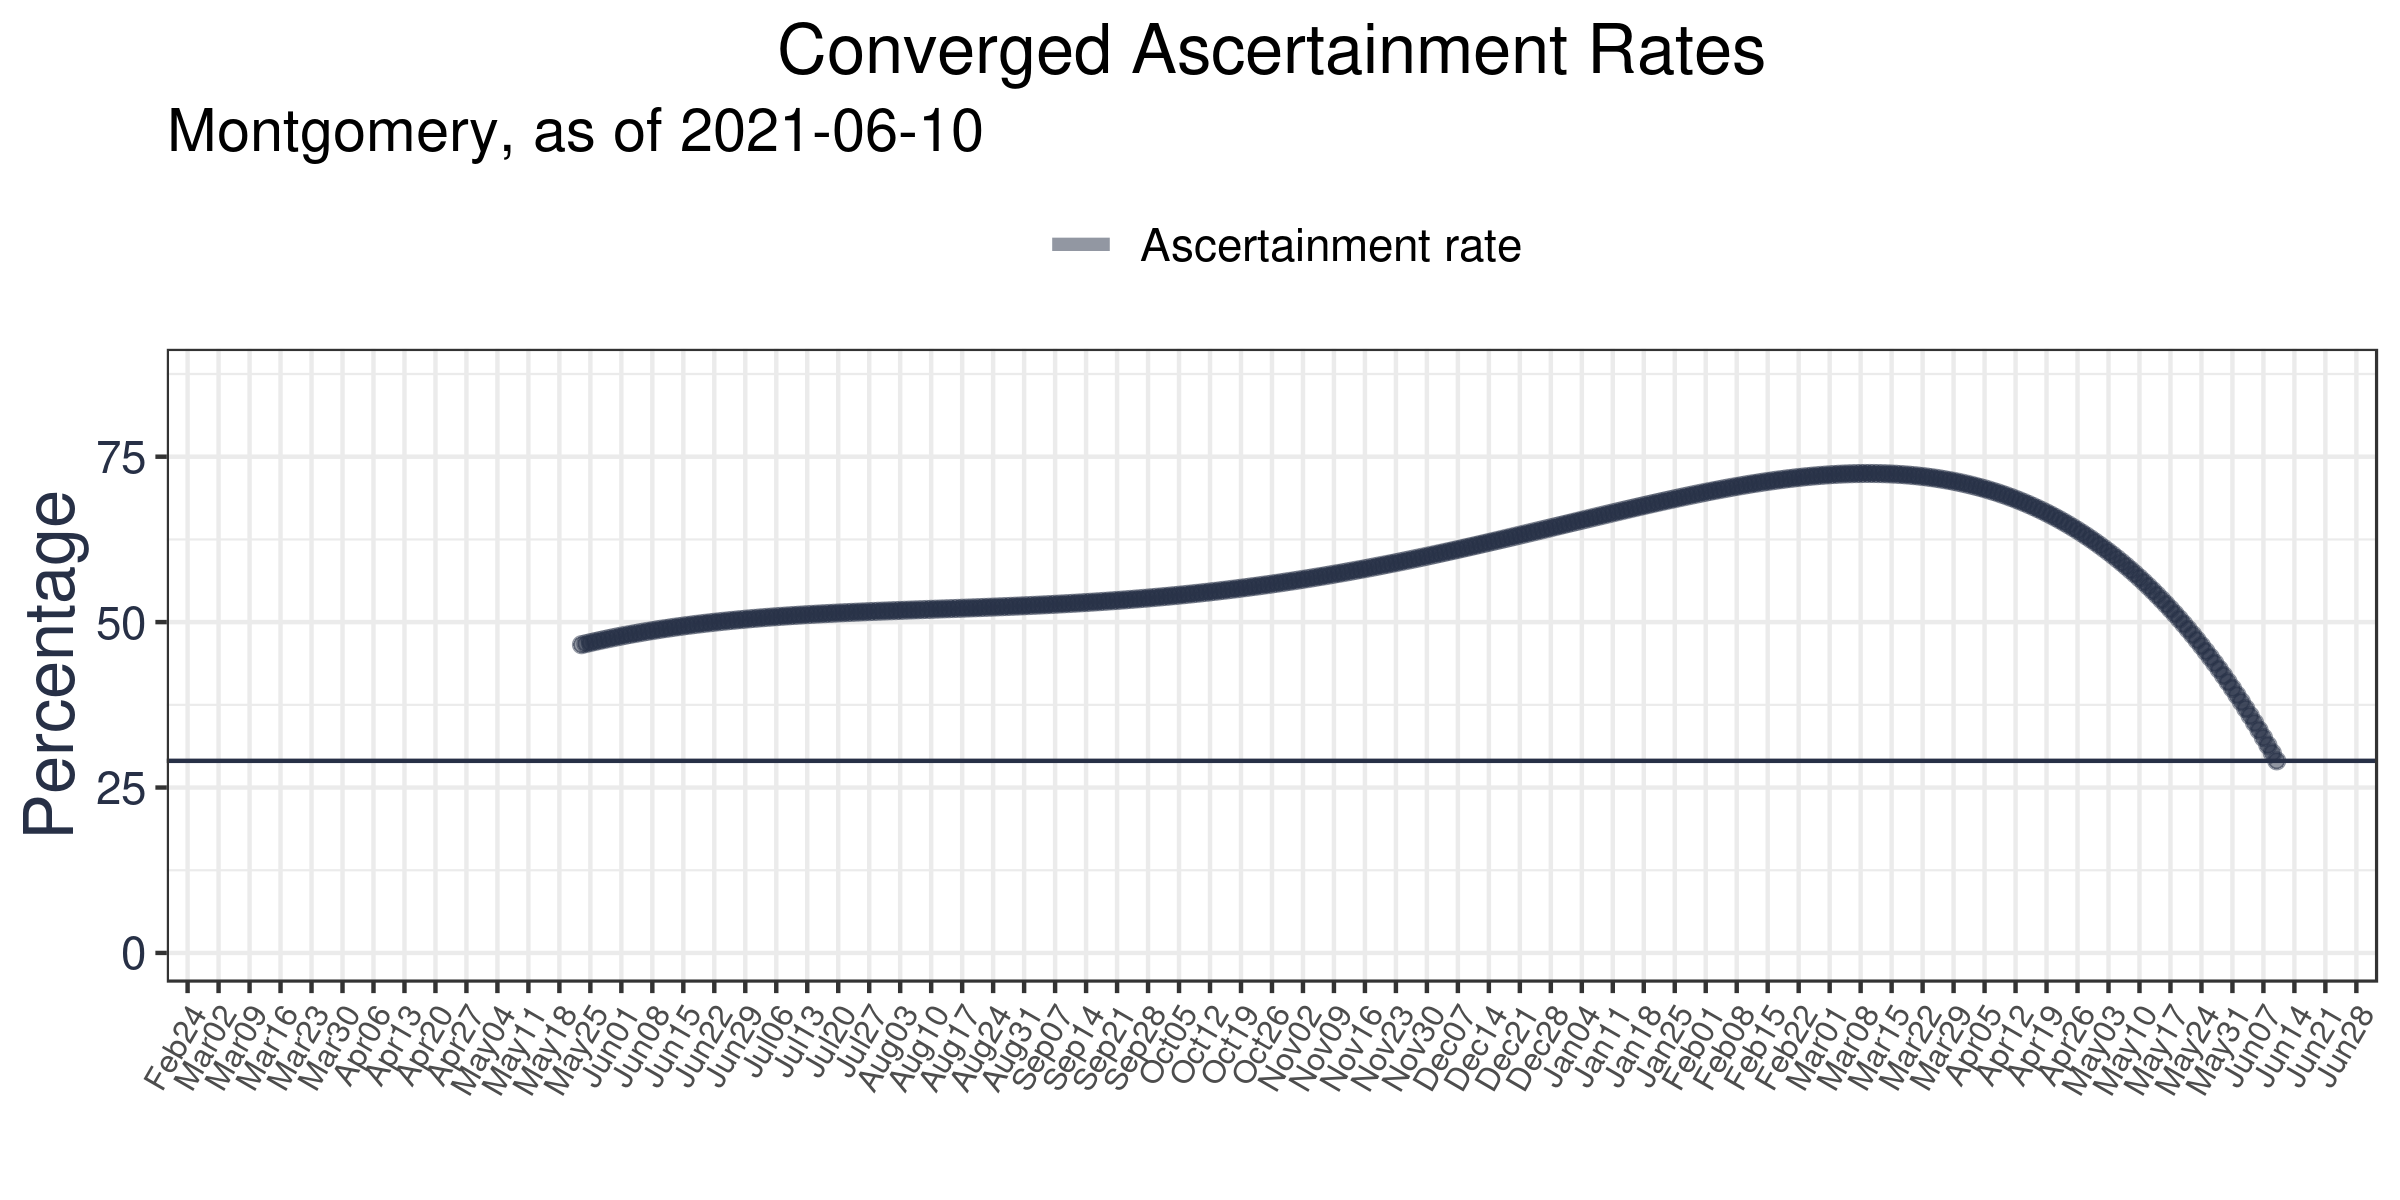 Converged Ascertainment Rates
Montgomery, as of 2021-06-10
Ascertainment rate
Percentage
75
50
25
0
Feb24 Mar02 Mar09 Mar16 Mar23 Mar30 Apr06 Apr13 Apr20 Apr27 May04 May11 May18 May25 Jun01 Jun08 Jun15 Jun22 Jun29 Jul06 Jul13 Jul20 Jul27 Aug03 Aug10 Aug17 Aug24 Aug31 Sep07 Sep14 Sep21 Sep28 Oct05 Oct12 Oct19 Oct26 Nov02 Nov09 Nov16 Nov23 Nov30 Dec07 Dec14 Dec21 Dec28 Jan04 Jan11 Jan18 Jan25 Feb01 Feb08 Feb15 Feb22 Mar01 Mar08 Mar15 Mar22 Mar29 Apr05 Apr12 Apr19 Apr26 May03 May10 May17 May24 May31 Jun07 Jun14 Jun21 Jun28